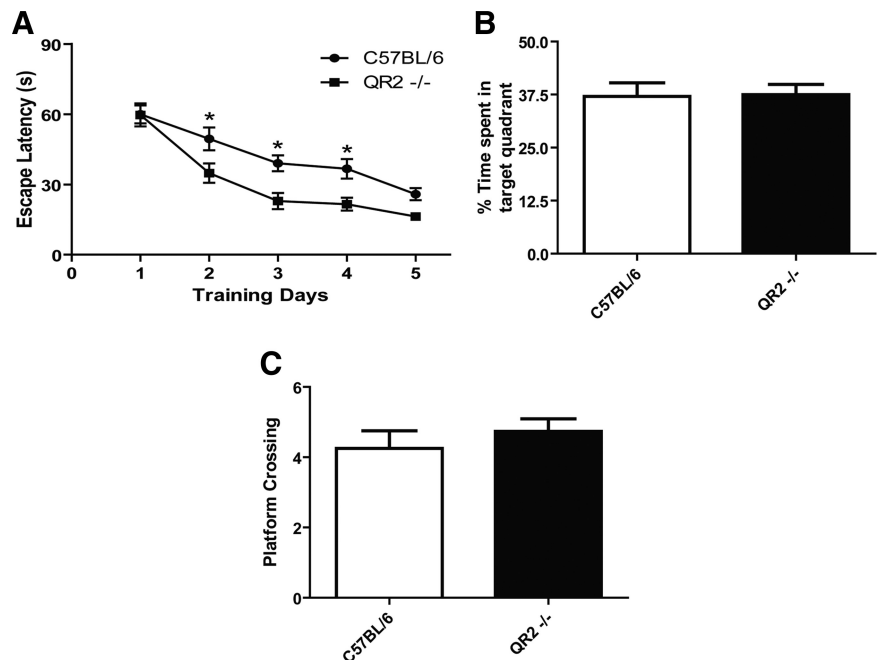 A
90
60
30
0
Escape Latency (s)
C57BL/6
QR2 -/-
*
*
*
0 1 2 3 4 5
Training Days
B
50.0
37.5
25.0
12.5
0.0
% Time spent in
target quadrant
C57BL/6
QR2 -/-
C
6
4
2
0
Platform Crossing
C57BL/6
QR2 -/-